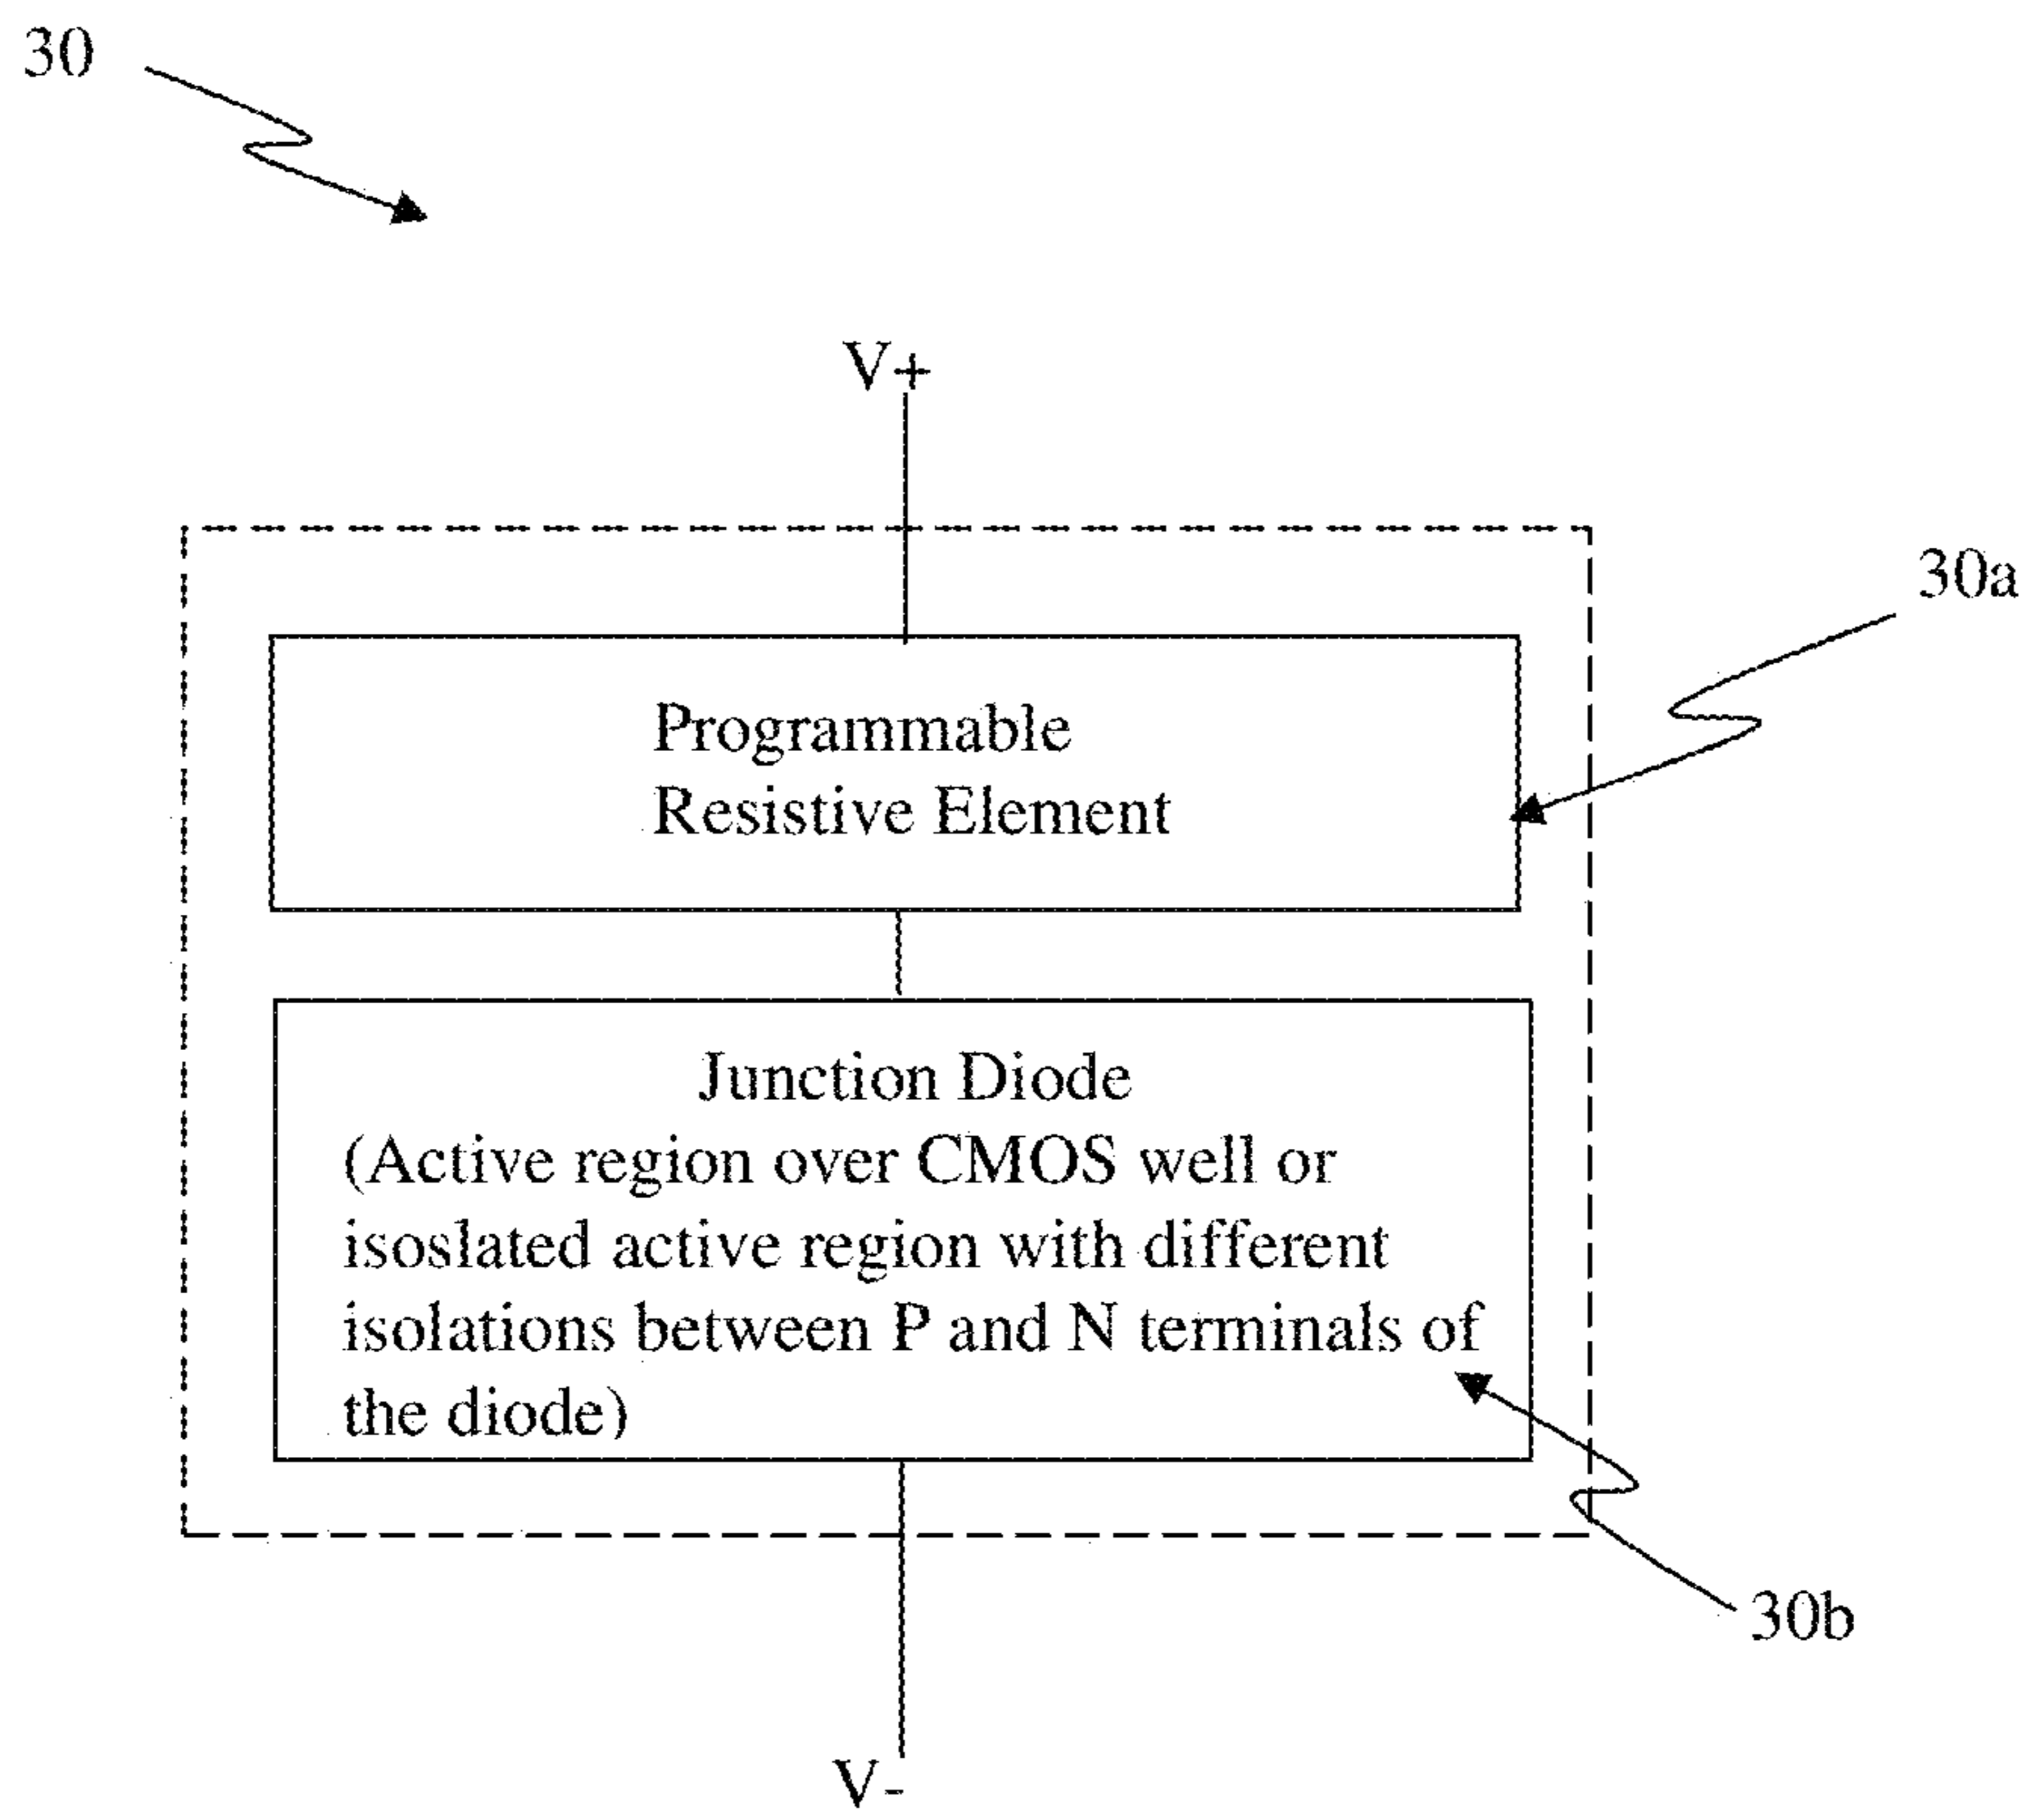 30
V+
30a
Programmable
Resistive Element
Junction Diode
(Active region over CMOS well or
isoslated active region with different
isolations between P and N terminals of
the diode)
30b
V-